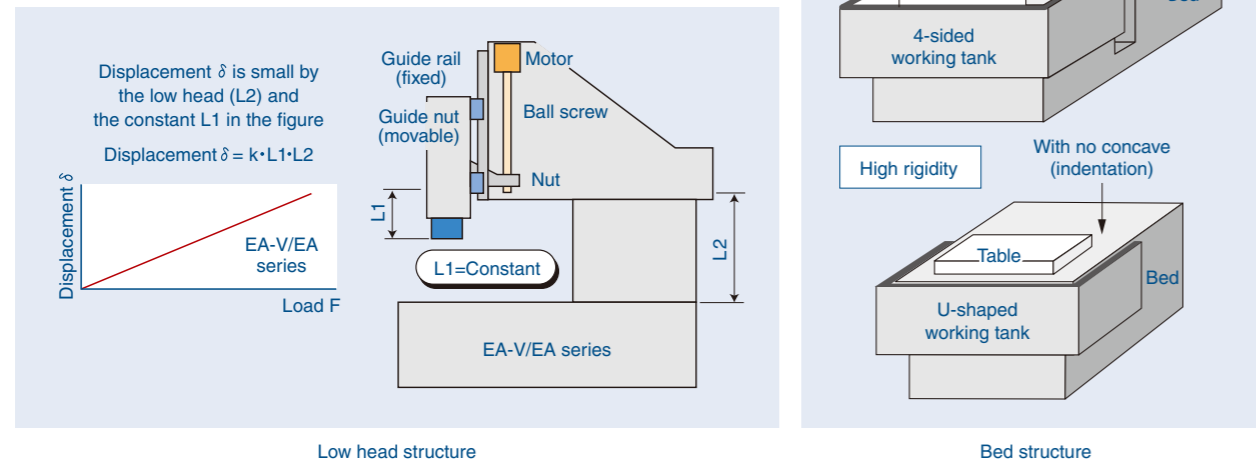 Displacement δ is small by
the low head (L2) and
the constant L1 in the figure
Displacement δ = k•L1•L2
Displacement δ
EA-V/EA
series
Load F
Guide rail
(fixed)
Guide nut
(movable)
Motor
Ball screw
Nut
L1
L2
L1=Constant
EA-V/EA series
Low head structure
4-sided
working tank
High rigidity
With no concave
(indentation)
Table
Bed
U-shaped
working tank
Bed structure